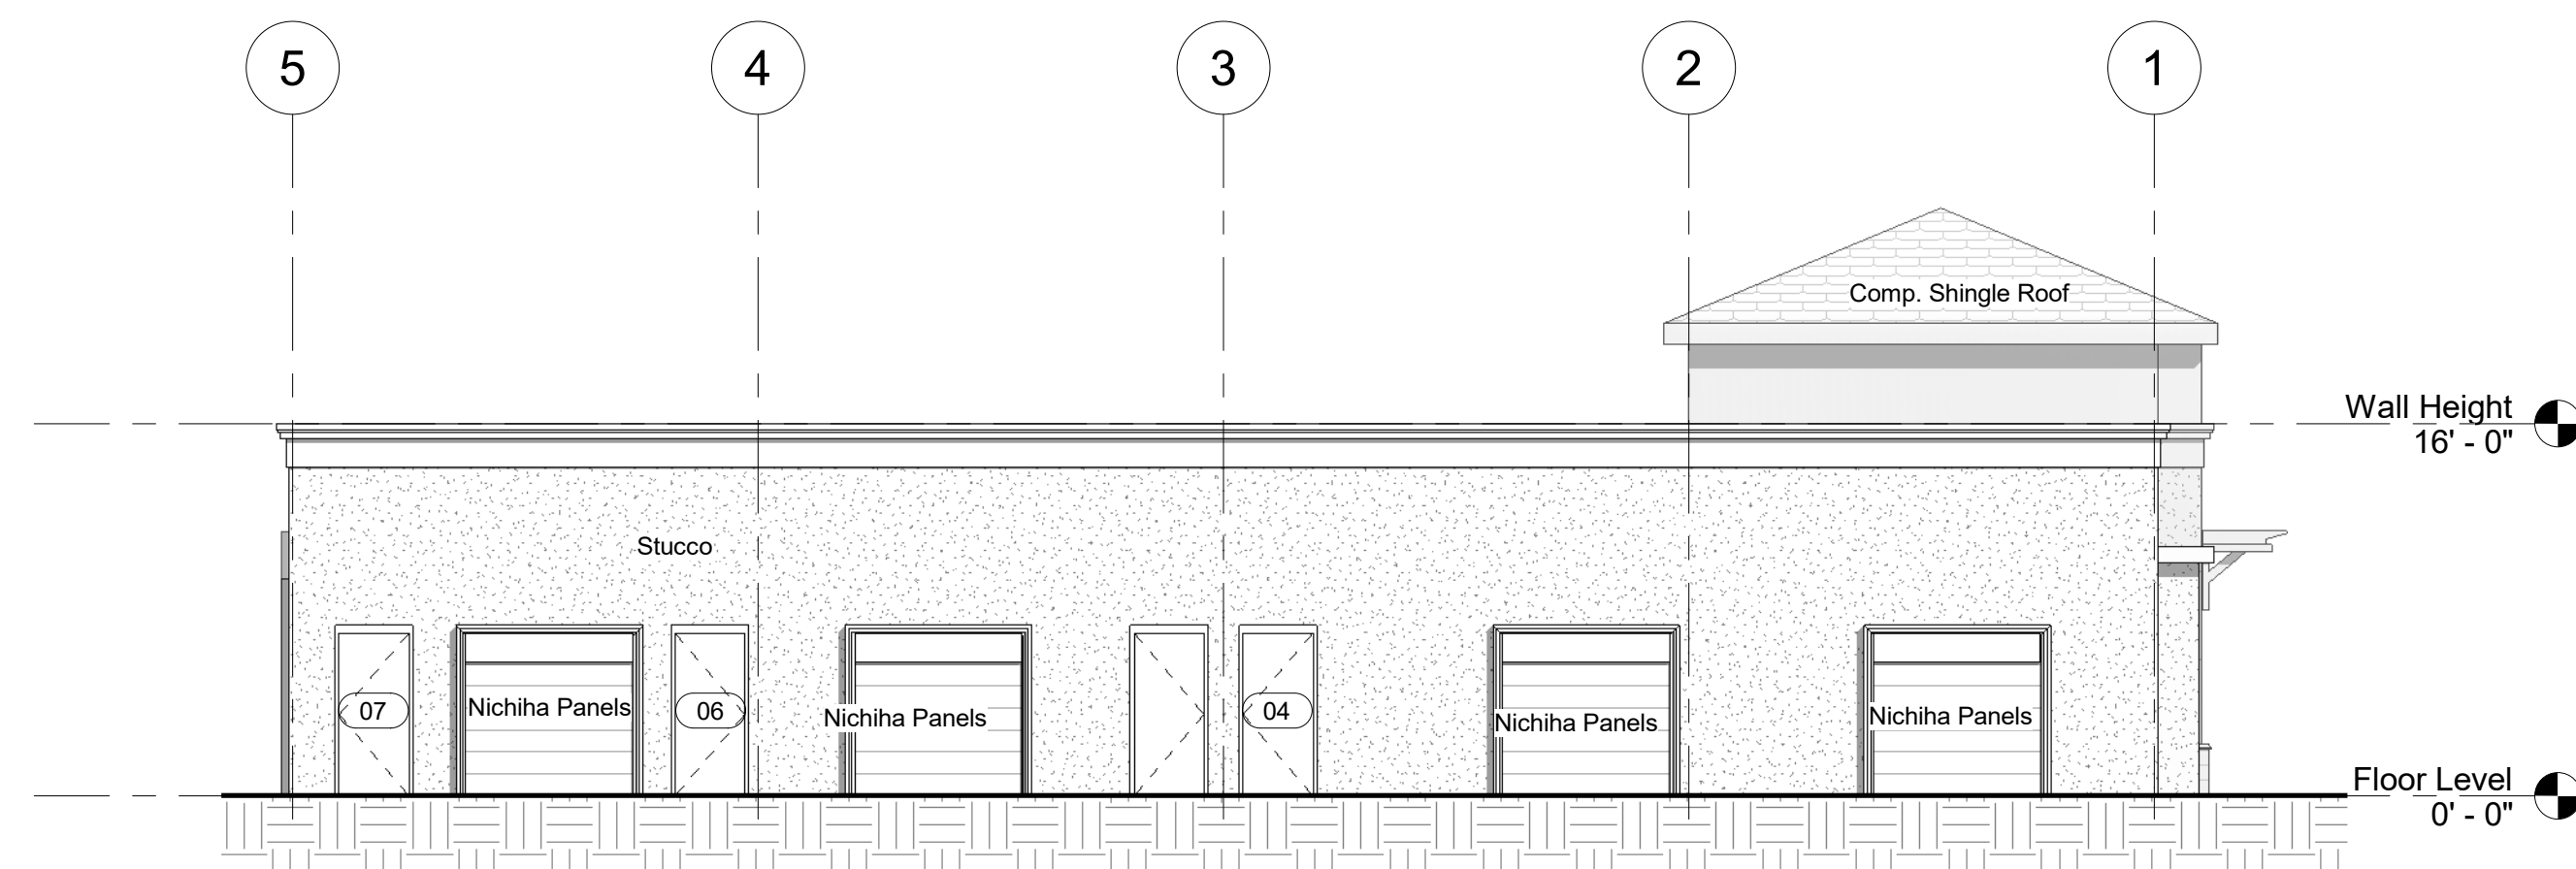 5
4
3
2
1
Comp. Shingle Roof
Wall Height
16' - 0"
Stucco
07
Nichiha Panels
06
Nichiha Panels
04
Nichiha Panels
Nichiha Panels
Floor Level
0' - 0"